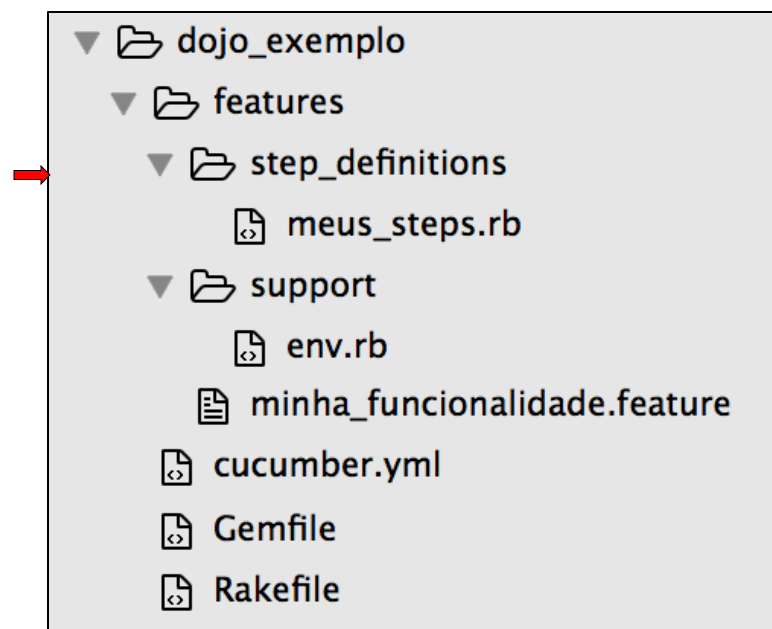 dojo_exemplo
features
step_definitions
meus_steps.rb
support
env.rb
minha_funcionalidade.feature
cucumber.yml
Gemfile
Rakefile